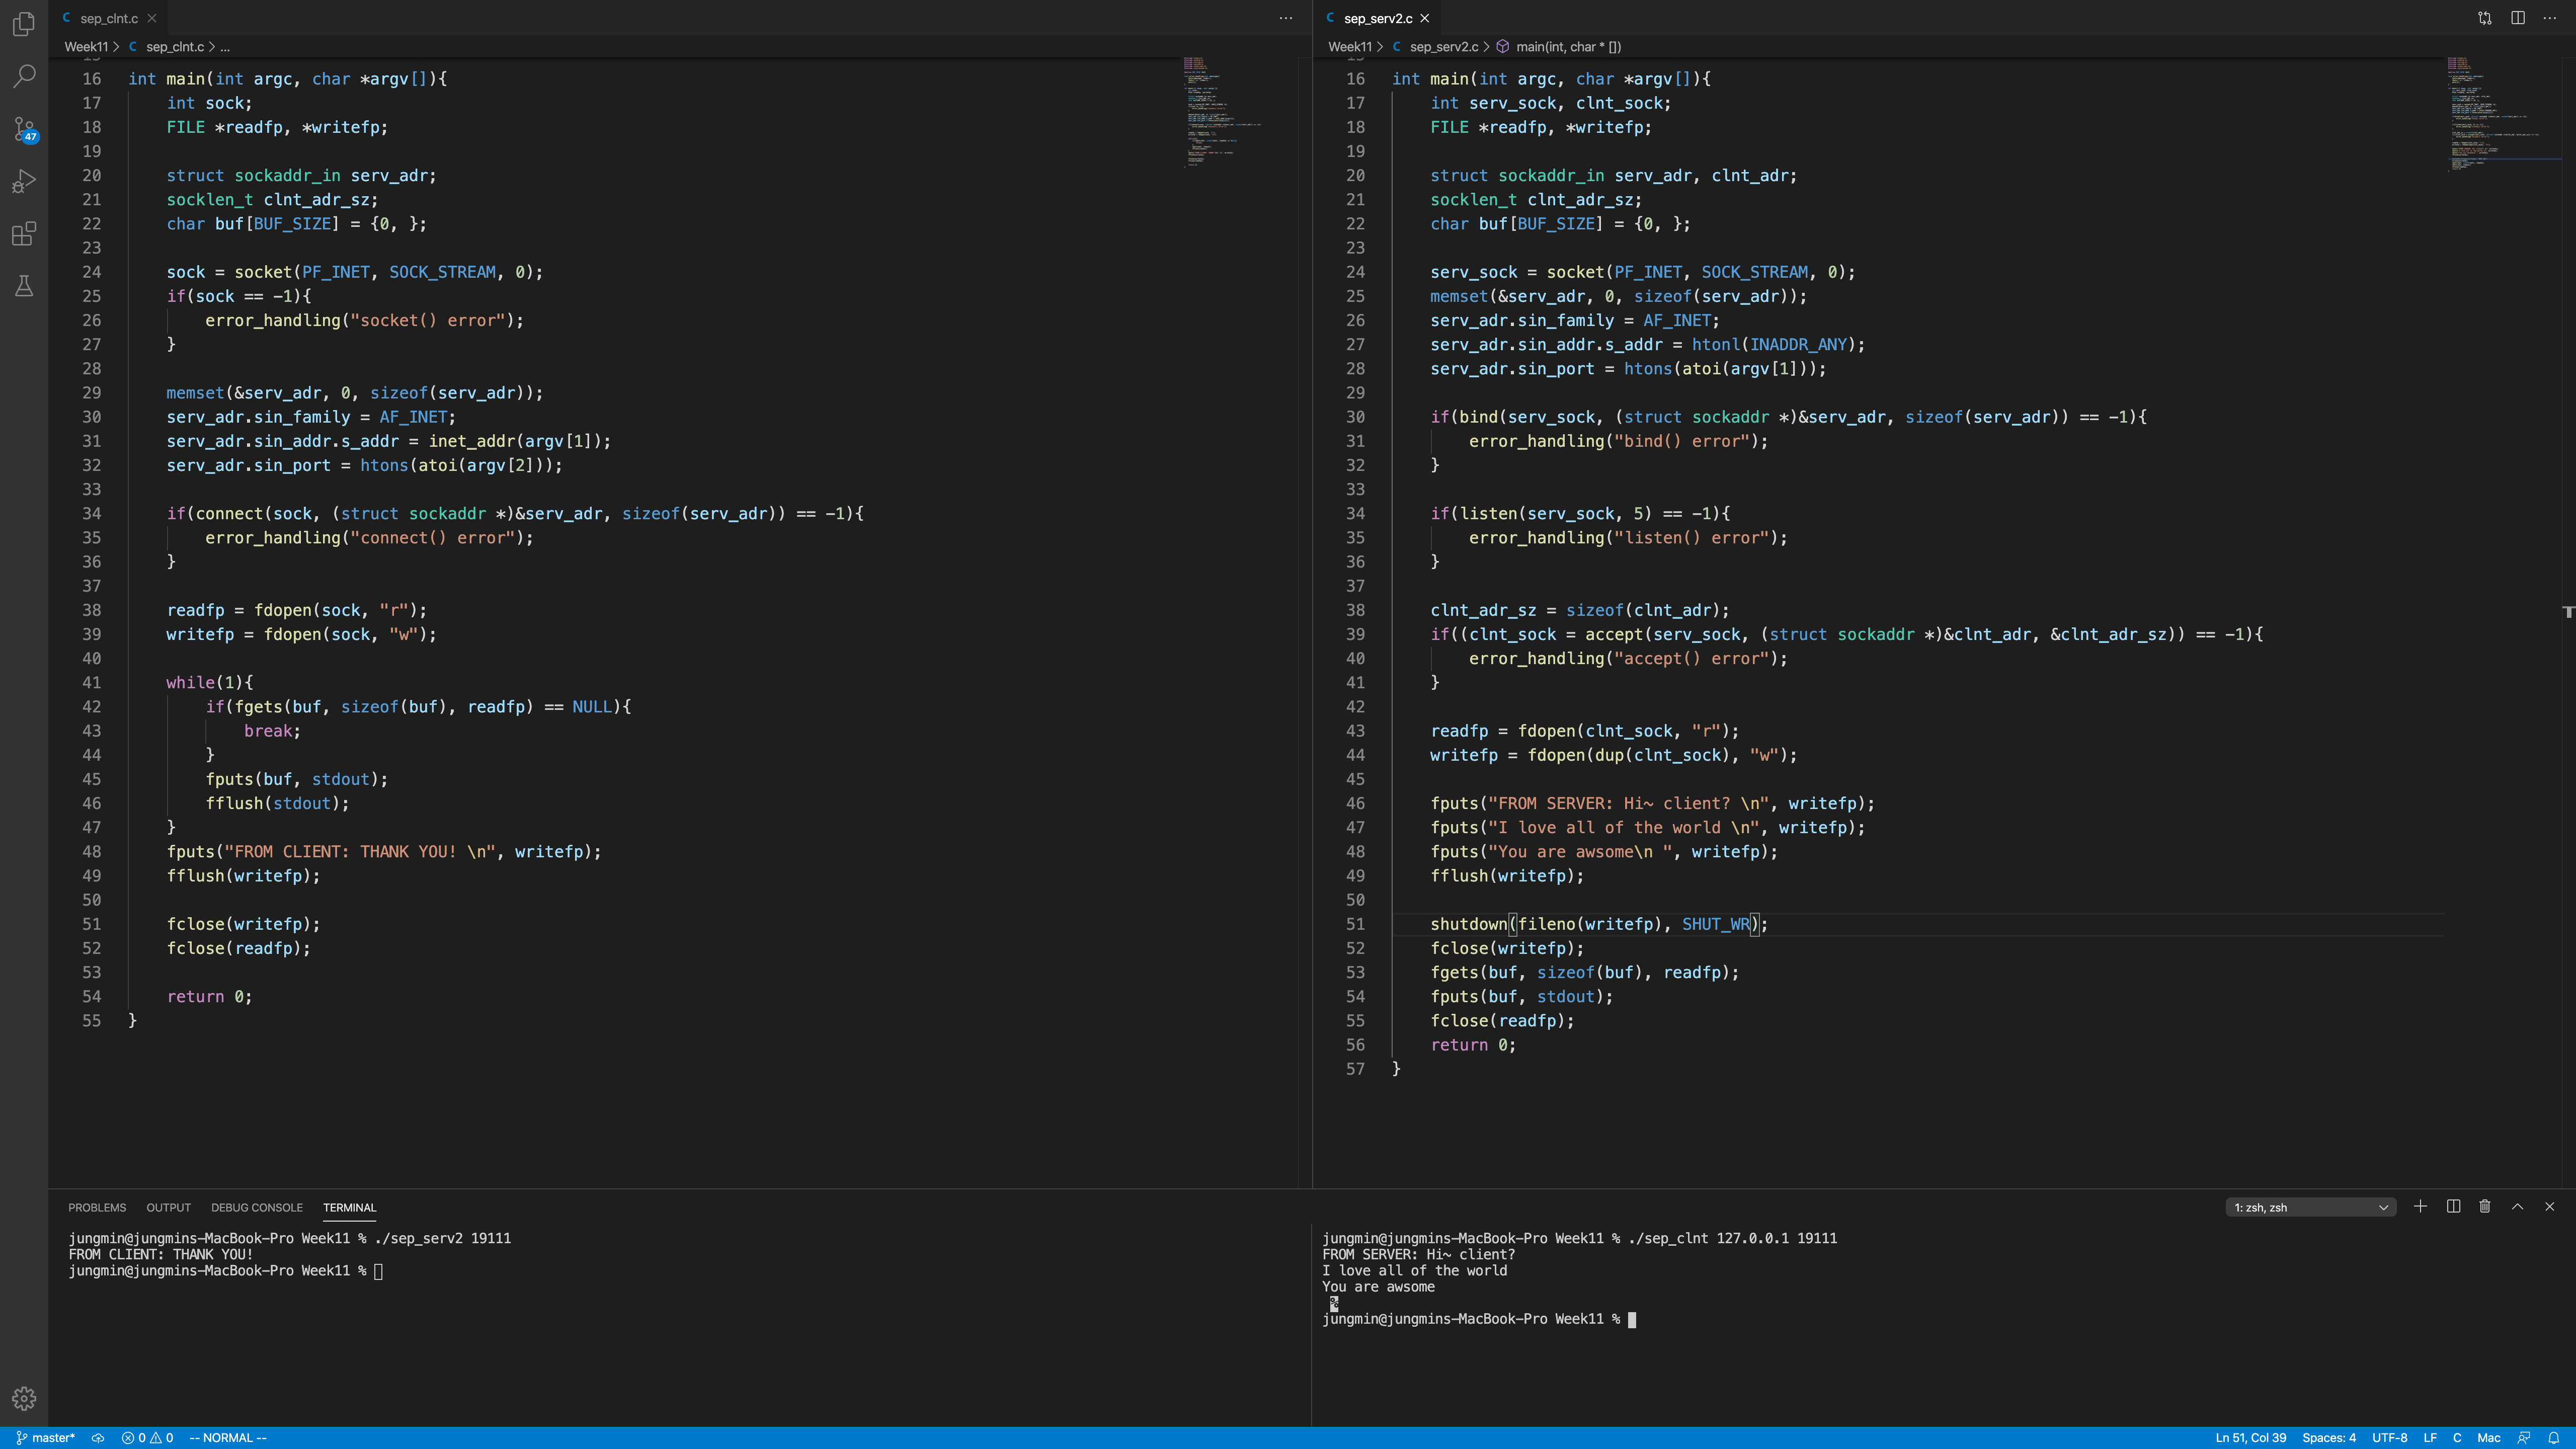 sep_clnt.c
Week11 > sep_clnt.c > ...
16 int main(int argc, char *argv[]){
17 int sock;
18 FILE *readfp, *writefp;
19
20 struct sockaddr_in serv_adr;
21 socklen_t clnt_adr_sz;
22 char buf[BUF_SIZE] = {0, };
23
24 sock = socket(PF_INET, SOCK_STREAM, 0);
25 if(sock == -1){
26 error_handling("socket() error");
27 }
28
29 memset(&serv_adr, 0, sizeof(serv_adr));
30 serv_adr.sin_family = AF_INET;
31 serv_adr.sin_addr.s_addr = inet_addr(argv[1]);
32 serv_adr.sin_port = htons(atoi(argv[2]));
33
34 if(connect(sock, (struct sockaddr *)&serv_adr, sizeof(serv_adr)) == -1){
35 error_handling("connect() error");
36 }
37
38 readfp = fdopen(sock, "r");
39 writefp = fdopen(sock, "w");
40
41 while(1){
42 if(fgets(buf, sizeof(buf), readfp) == NULL){
43 break;
44 }
45 fputs(buf, stdout);
46 fflush(stdout);
47 }
48 fputs("FROM CLIENT: THANK YOU! \n", writefp);
49 fflush(writefp);
50
51 fclose(writefp);
52 fclose(readfp);
53
54 return 0;
55 }
sep_serv2.c
Week11 > sep_serv2.c > main(int, char * [])
16 int main(int argc, char *argv[]){
17 int serv_sock, clnt_sock;
18 FILE *readfp, *writefp;
19
20 struct sockaddr_in serv_adr, clnt_adr;
21 socklen_t clnt_adr_sz;
22 char buf[BUF_SIZE] = {0, };
23
24 serv_sock = socket(PF_INET, SOCK_STREAM, 0);
25 memset(&serv_adr, 0, sizeof(serv_adr));
26 serv_adr.sin_family = AF_INET;
27 serv_adr.sin_addr.s_addr = htonl(INADDR_ANY);
28 serv_adr.sin_port = htons(atoi(argv[1]));
29
30 if(bind(serv_sock, (struct sockaddr *)&serv_adr, sizeof(serv_adr)) == -1){
31 error_handling("bind() error");
32 }
33
34 if(listen(serv_sock, 5) == -1){
35 error_handling("listen() error");
36 }
37
38 clnt_adr_sz = sizeof(clnt_adr);
39 if((clnt_sock = accept(serv_sock, (struct sockaddr *)&clnt_adr, &clnt_adr_sz)) == -1){
40 error_handling("accept() error");
41 }
42
43 readfp = fdopen(clnt_sock, "r");
44 writefp = fdopen(dup(clnt_sock), "w");
45
46 fputs("FROM SERVER: Hi~ client? \n", writefp);
47 fputs("I love all of the world \n", writefp);
48 fputs("You are awsome\n ", writefp);
49 fflush(writefp);
50
51 shutdown(fileno(writefp), SHUT_WR);
52 fclose(writefp);
53 fgets(buf, sizeof(buf), readfp);
54 fputs(buf, stdout);
55 fclose(readfp);
56 return 0;
57 }
47
PROBLEMS OUTPUT DEBUG CONSOLE TERMINAL
1: zsh, zsh
jungmin@jungmins-MacBook-Pro Week11 % ./sep_serv2 19111
FROM CLIENT: THANK YOU!
jungmin@jungmins-MacBook-Pro Week11 %
jungmin@jungmins-MacBook-Pro Week11 % ./sep_clnt 127.0.0.1 19111
FROM SERVER: Hi~ client?
I love all of the world
You are awsome
%
jungmin@jungmins-MacBook-Pro Week11 %
master* 0 0 -- NORMAL --
Ln 51, Col 39 Spaces: 4 UTF-8 LF C Mac